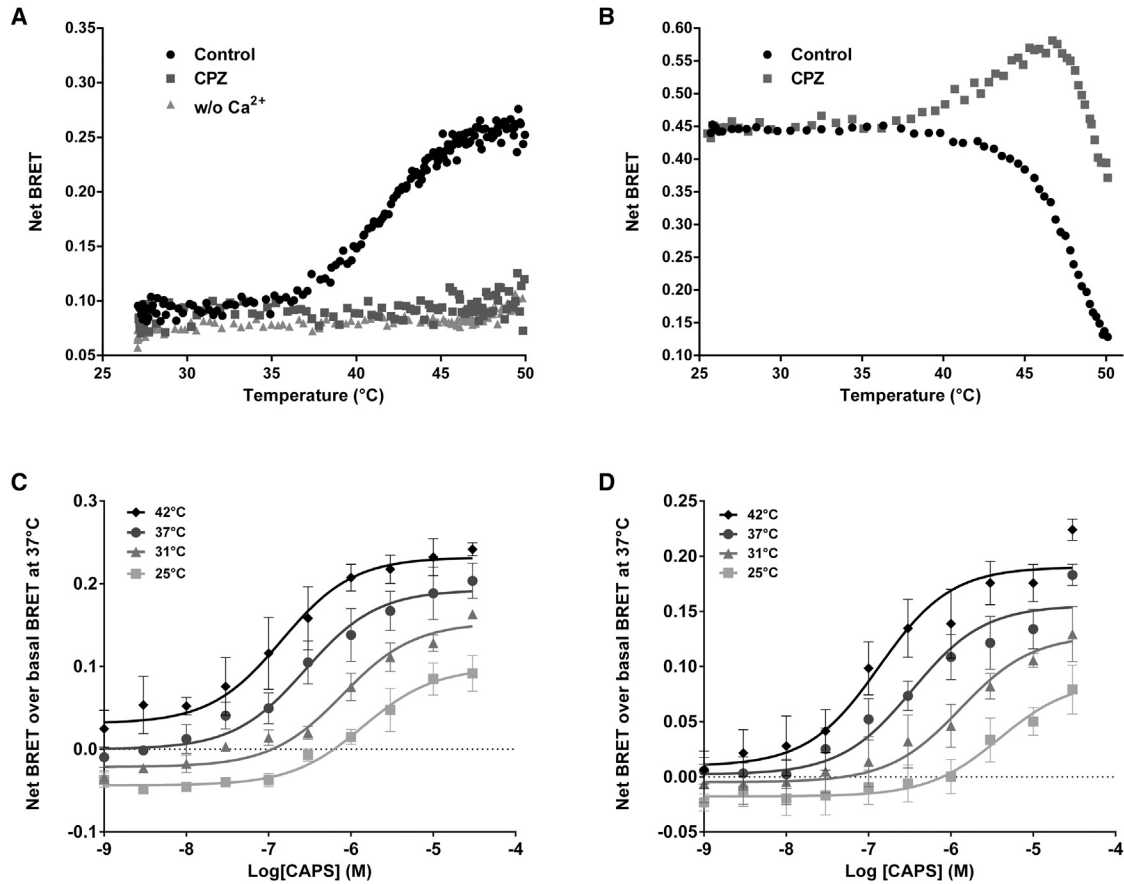 A
0.35
0.30
0.25
0.20
0.15
0.10
0.05
25 30 35 40 45 50
Net BRET
Temperature (°C)
Control
CPZ
w/o Ca2+
B
0.60
0.55
0.50
0.45
0.40
0.35
0.30
0.25
0.20
0.15
0.10
25 30 35 40 45 50
Net BRET
Temperature (°C)
Control
CPZ
C
0.3
0.2
0.1
0.0
-0.1
-9 -8 -7 -6 -5 -4
Net BRET over basal BRET at 37°C
Log[CAPS] (M)
42°C
37°C
31°C
25°C
D
0.25
0.20
0.15
0.10
0.05
0.00
-0.05
-9 -8 -7 -6 -5 -4
Net BRET over basal BRET at 37°C
Log [CAPS] (M)
42°C
37°C
31°C
25°C